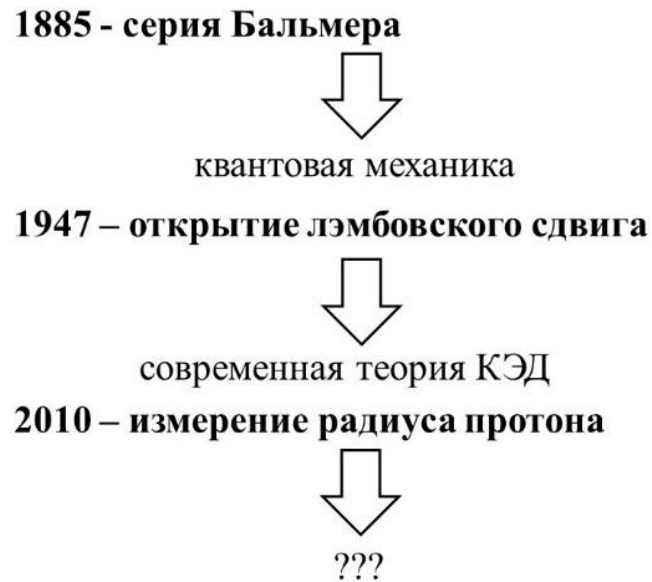 1885 - серия Бальмера
квантовая механика
1947 – открытие лэмбовского сдвига
современная теория КЭД
2010 – измерение радиуса протона
???